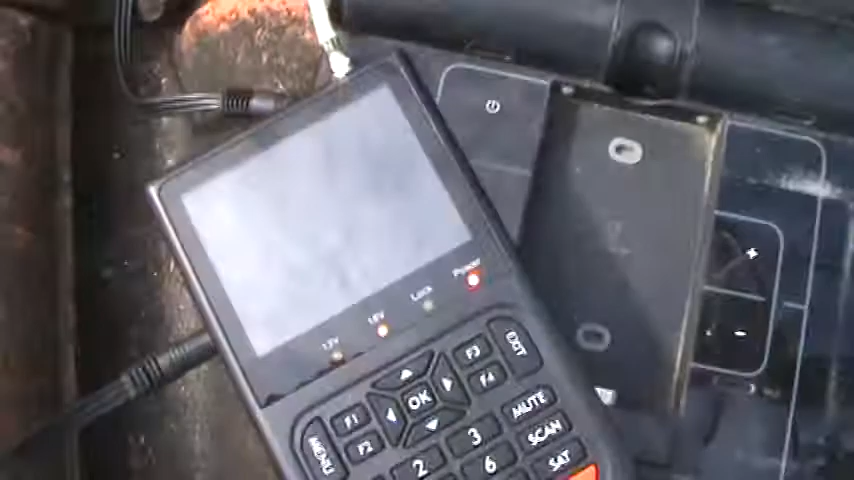 13V
18V
Lock
Power
EXIT
F3
F4
OK
F1
F2
MENU
MUTE
SCAN
SAT
3
2
6
+
-